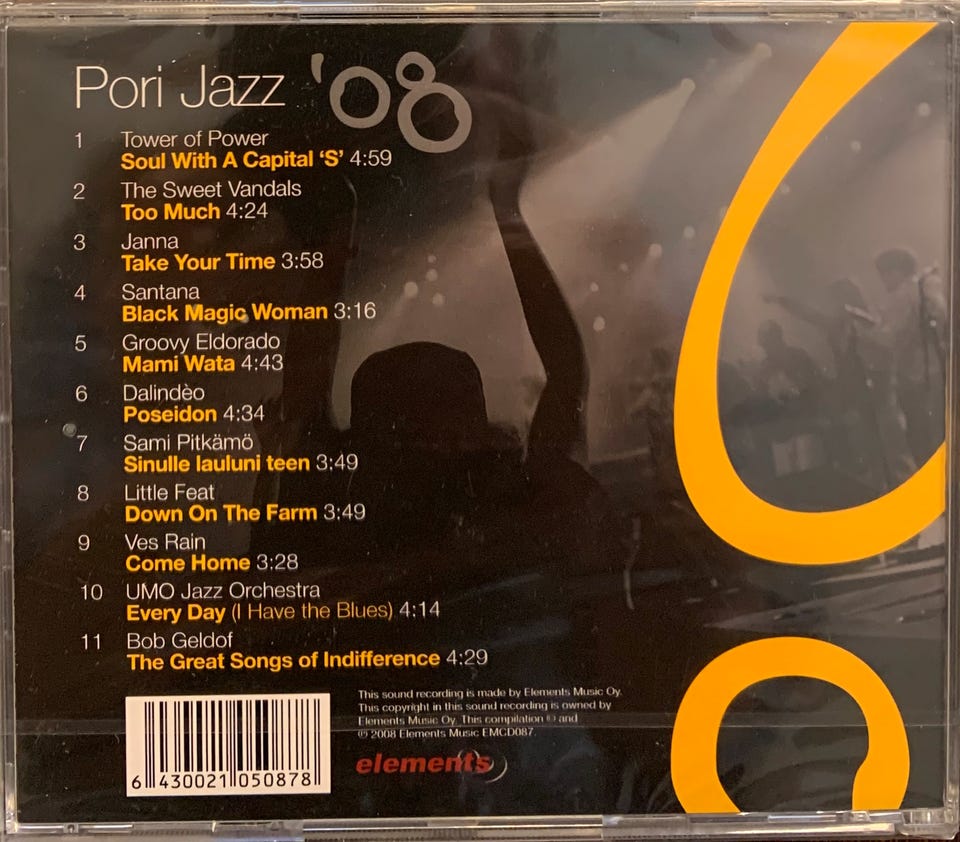 Pori Jazz '08
1 Tower of Power
Soul With A Capital 'S' 4:59
2 The Sweet Vandals
Too Much 4:24
3 Janna
Take Your Time 3:58
4 Santana
Black Magic Woman 3:16
5 Groovy Eldorado
Mami Wata 4:43
6 Dalindèo
Poseidon 4:34
7 Sami Pitkämö
Sinulle lauluni teen 3:49
8 Little Feat
Down On The Farm 3:49
9 Ves Rain
Come Home 3:28
10 UMO Jazz Orchestra
Every Day (I Have the Blues) 4:14
11 Bob Geldof
The Great Songs of Indifference 4:29
This sound recording is made by Elements Music Oy.
This copyright in this sound recording is owned by
Elements Music Oy. This compilation ℗ and
© 2008 Elements Music EMCD087.
elements
6 430021 050878